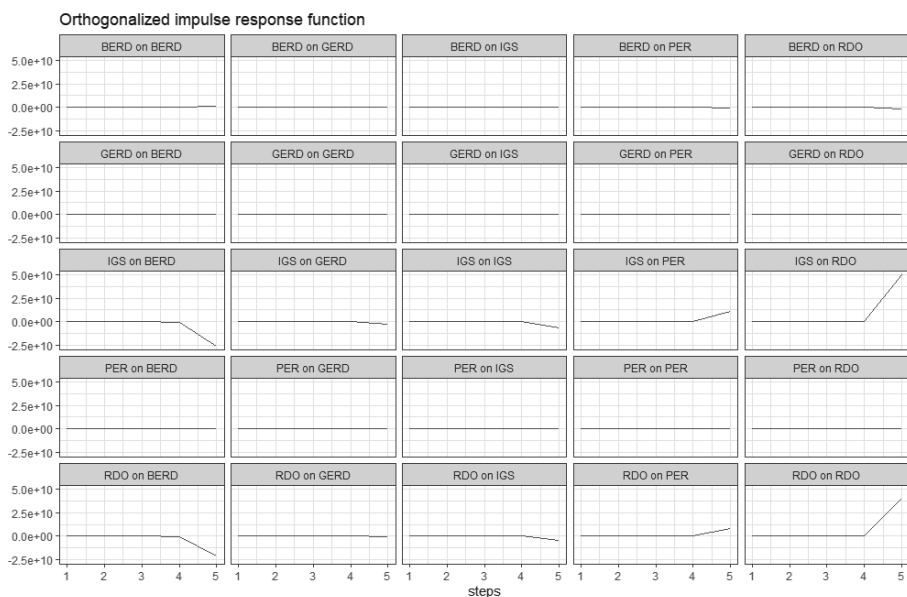 Orthogonalized impulse response function
BERD on BERD BERD on GERD BERD on IGS BERD on PER BERD on RDO
5.0e+10
2.5e+10
0.0e+00
-2.5e+10
GERD on BERD GERD on GERD GERD on IGS GERD on PER GERD on RDO
5.0e+10
2.5e+10
0.0e+00
-2.5e+10
IGS on BERD IGS on GERD IGS on IGS IGS on PER IGS on RDO
5.0e+10
2.5e+10
0.0e+00
-2.5e+10
PER on BERD PER on GERD PER on IGS PER on PER PER on RDO
5.0e+10
2.5e+10
0.0e+00
-2.5e+10
RDO on BERD RDO on GERD RDO on IGS RDO on PER RDO on RDO
5.0e+10
2.5e+10
0.0e+00
-2.5e+10
1 2 3 4 5 1 2 3 4 5 1 2 3 4 5 1 2 3 4 5 1 2 3 4 5
steps